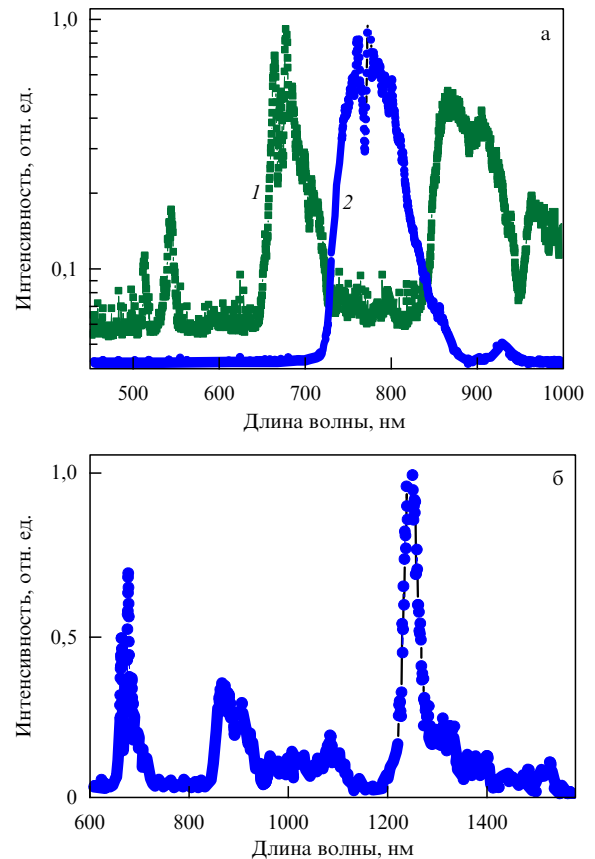 Интенсивность, отн. ед.
1,0
0,1
а
1
2
500 600 700 800 900 1000
Длина волны, нм
Интенсивность, отн. ед.
1,0
0,5
0
б
600 800 1000 1200 1400
Длина волны, нм